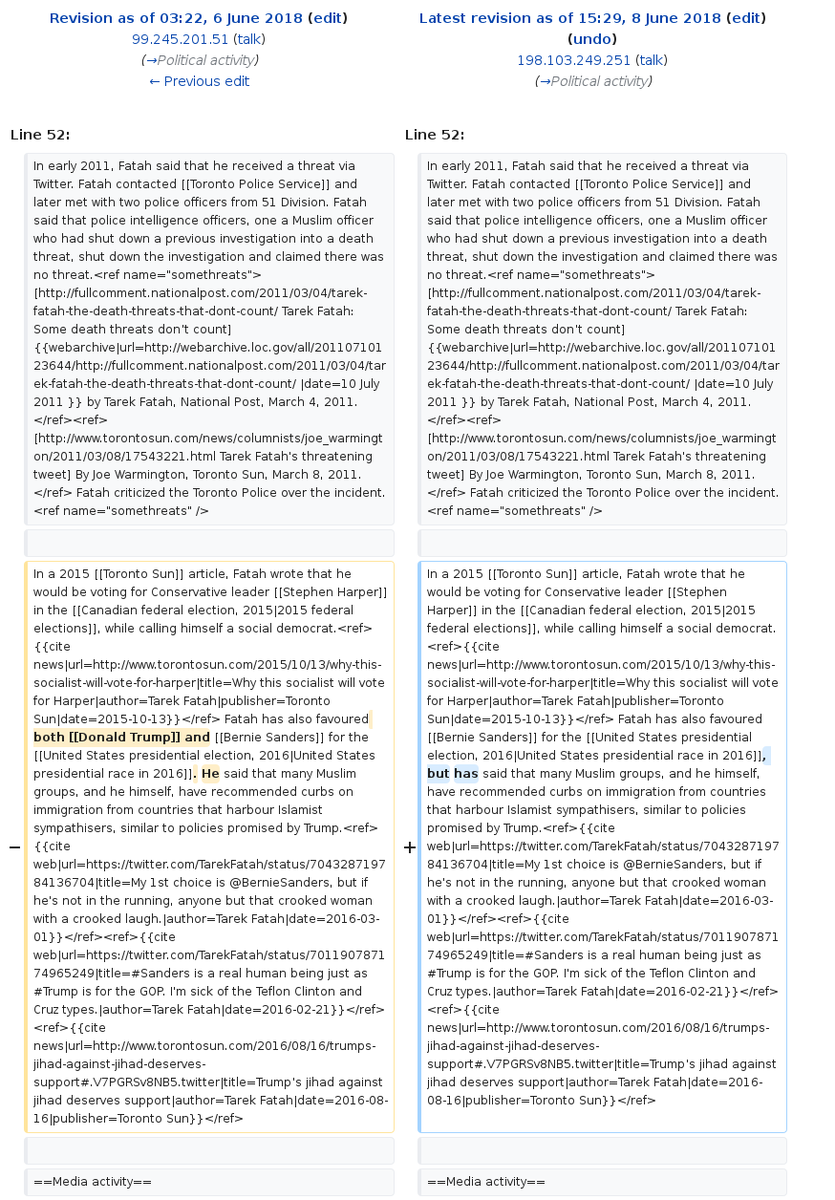 Revision as of 03:22, 6 June 2018 (edit)
99.245.201.51 (talk)
(→Political activity)
← Previous edit
Latest revision as of 15:29, 8 June 2018 (edit)
(undo)
198.103.249.251 (talk)
(→Political activity)
Line 52:
Line 52:
In early 2011, Fatah said that he received a threat via
Twitter. Fatah contacted [[Toronto Police Service]] and
later met with two police officers from 51 Division. Fatah
said that police intelligence officers, one a Muslim officer
who had shut down a previous investigation into a death
threat, shut down the investigation and claimed there was
no threat.<ref name="somethreats">
[http://fullcomment.nationalpost.com/2011/03/04/tarek-
fatah-the-death-threats-that-dont-count/ Tarek Fatah:
Some death threats don't count]
{{webarchive|url=http://webarchive.loc.gov/all/201107101
23644/http://fullcomment.nationalpost.com/2011/03/04/tar
ek-fatah-the-death-threats-that-dont-count/ |date=10 July
2011 }} by Tarek Fatah, National Post, March 4, 2011.
</ref><ref>
[http://www.torontosun.com/news/columnists/joe_warmingt
on/2011/03/08/17543221.html Tarek Fatah's threatening
tweet] By Joe Warmington, Toronto Sun, March 8, 2011.
</ref> Fatah criticized the Toronto Police over the incident.
<ref name="somethreats" />
In early 2011, Fatah said that he received a threat via
Twitter. Fatah contacted [[Toronto Police Service]] and
later met with two police officers from 51 Division. Fatah
said that police intelligence officers, one a Muslim officer
who had shut down a previous investigation into a death
threat, shut down the investigation and claimed there was
no threat.<ref name="somethreats">
[http://fullcomment.nationalpost.com/2011/03/04/tarek-
fatah-the-death-threats-that-dont-count/ Tarek Fatah:
Some death threats don't count]
{{webarchive|url=http://webarchive.loc.gov/all/201107101
23644/http://fullcomment.nationalpost.com/2011/03/04/tar
ek-fatah-the-death-threats-that-dont-count/ |date=10 July
2011 }} by Tarek Fatah, National Post, March 4, 2011.
</ref><ref>
[http://www.torontosun.com/news/columnists/joe_warmingt
on/2011/03/08/17543221.html Tarek Fatah's threatening
tweet] By Joe Warmington, Toronto Sun, March 8, 2011.
</ref> Fatah criticized the Toronto Police over the incident.
<ref name="somethreats" />
−
In a 2015 [[Toronto Sun]] article, Fatah wrote that he
would be voting for Conservative leader [[Stephen Harper]]
in the [[Canadian federal election, 2015|2015 federal
elections]], while calling himself a social democrat.<ref>
{{cite
news|url=http://www.torontosun.com/2015/10/13/why-this-
socialist-will-vote-for-harper|title=Why this socialist will vote
for Harper|author=Tarek Fatah|publisher=Toronto
Sun|date=2015-10-13}}</ref> Fatah has also favoured
both [[Donald Trump]] and [[Bernie Sanders]] for the
[[United States presidential election, 2016|United States
presidential race in 2016]]. He said that many Muslim
groups, and he himself, have recommended curbs on
immigration from countries that harbour Islamist
sympathisers, similar to policies promised by Trump.<ref>
{{cite
web|url=https://twitter.com/TarekFatah/status/7043287197
84136704|title=My 1st choice is @BernieSanders, but if
he's not in the running, anyone but that crooked woman
with a crooked laugh.|author=Tarek Fatah|date=2016-03-
01}}</ref><ref>{{cite
web|url=https://twitter.com/TarekFatah/status/7011907871
74965249|title=#Sanders is a real human being just as
#Trump is for the GOP. I'm sick of the Teflon Clinton and
Cruz types.|author=Tarek Fatah|date=2016-02-21}}</ref>
<ref>{{cite
news|url=http://www.torontosun.com/2016/08/16/trumps-
jihad-against-jihad-deserves-
support#.V7PGRSv8NB5.twitter|title=Trump's jihad against
jihad deserves support|author=Tarek Fatah|date=2016-08-
16|publisher=Toronto Sun}}</ref>
+
In a 2015 [[Toronto Sun]] article, Fatah wrote that he
would be voting for Conservative leader [[Stephen
Harper]] in the [[Canadian federal election, 2015|2015
federal elections]], while calling himself a social democrat.
<ref>{{cite
news|url=http://www.torontosun.com/2015/10/13/why-this-
socialist-will-vote-for-harper|title=Why this socialist will vote
for Harper|author=Tarek Fatah|publisher=Toronto
Sun|date=2015-10-13}}</ref> Fatah has also favoured
[[Bernie Sanders]] for the [[United States presidential
election, 2016|United States presidential race in 2016]],
but has said that many Muslim groups, and he himself,
have recommended curbs on immigration from countries
that harbour Islamist sympathisers, similar to policies
promised by Trump.<ref>{{cite
web|url=https://twitter.com/TarekFatah/status/7043287197
84136704|title=My 1st choice is @BernieSanders, but if
he's not in the running, anyone but that crooked woman
with a crooked laugh.|author=Tarek Fatah|date=2016-03-
01}}</ref><ref>{{cite
web|url=https://twitter.com/TarekFatah/status/7011907871
74965249|title=#Sanders is a real human being just as
#Trump is for the GOP. I'm sick of the Teflon Clinton and
Cruz types.|author=Tarek Fatah|date=2016-02-21}}</ref>
<ref>{{cite
news|url=http://www.torontosun.com/2016/08/16/trumps-
jihad-against-jihad-deserves-
support#.V7PGRSv8NB5.twitter|title=Trump's jihad against
jihad deserves support|author=Tarek Fatah|date=2016-
08-16|publisher=Toronto Sun}}</ref>
==Media activity==
==Media activity==